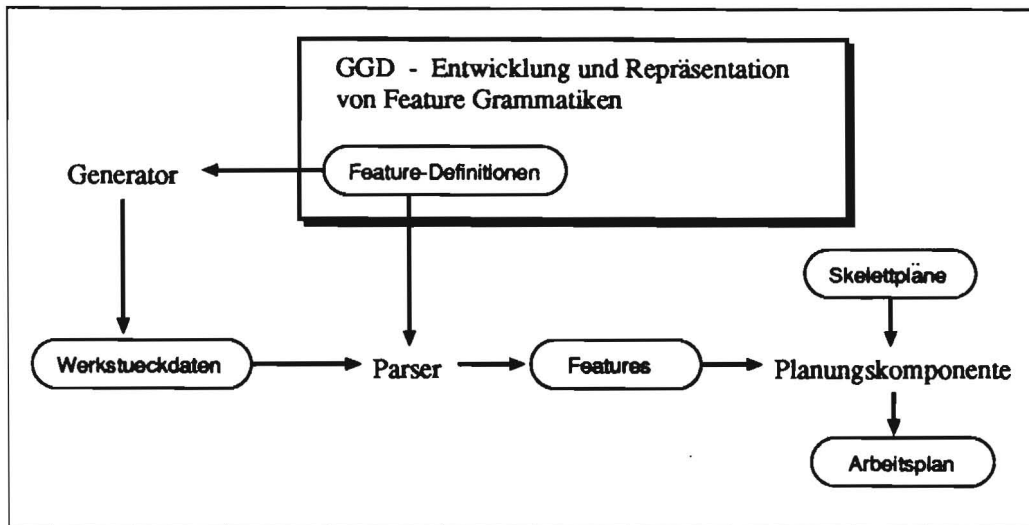 GGD - Entwicklung und Repräsentation
von Feature Grammatiken
Generator
Feature-Definitionen
Skelettpläne
Werkstueckdaten
Parser
Features
Planungskomponente
Arbeitsplan